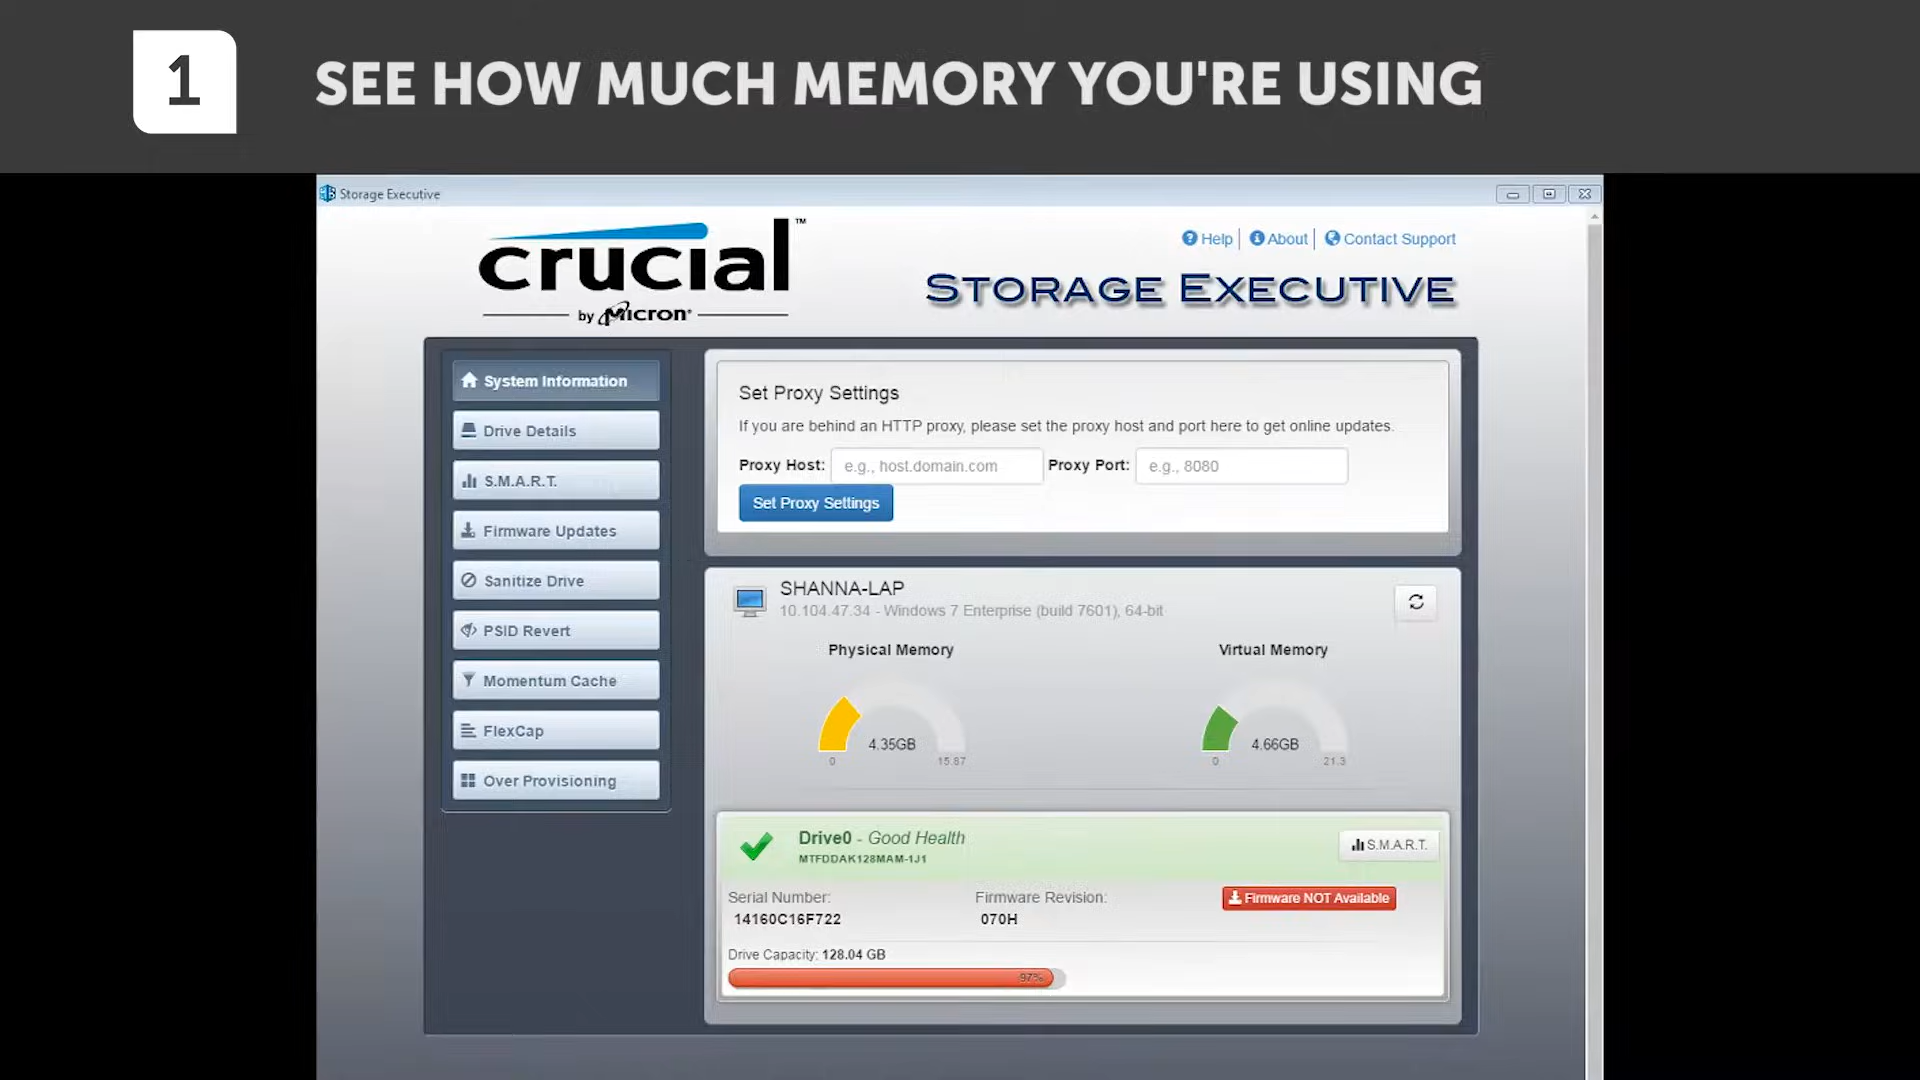 1 SEE HOW MUCH MEMORY YOU'RE USING
Storage Executive
crucial™
by Micron®
Help About Contact Support
STORAGE EXECUTIVE
System Information
Drive Details
S.M.A.R.T.
Firmware Updates
Sanitize Drive
PSID Revert
Momentum Cache
FlexCap
Over Provisioning
Set Proxy Settings
If you are behind an HTTP proxy, please set the proxy host and port here to get online updates.
Proxy Host: e.g., host.domain.com Proxy Port: e.g., 8080
Set Proxy Settings
SHANNA-LAP
10.104.47.34 - Windows 7 Enterprise (build 7601), 64-bit
Physical Memory Virtual Memory
4.35GB 4.66GB
0 15.87 0 21.3
Drive0 - Good Health
MTFDDAK128MAM-1J1
S.M.A.R.T.
Serial Number: Firmware Revision: Firmware NOT Available
14160C16F722 070H
Drive Capacity: 128.04 GB
97%